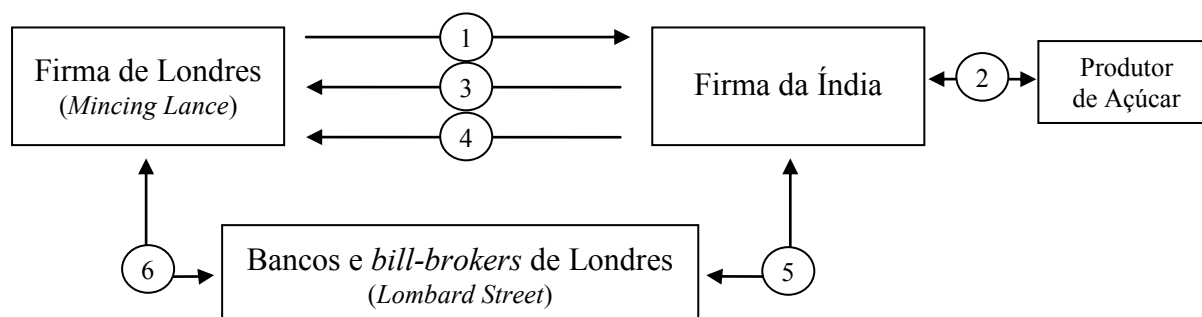 1
Firma de Londres
(Mincing Lance)
3
4
Firma da Índia
2
Produtor
de Açúcar
6
Bancos e bill-brokers de Londres
(Lombard Street)
5